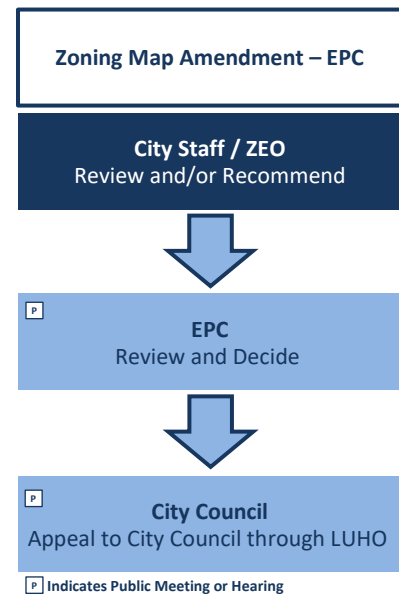 Zoning Map Amendment – EPC
City Staff / ZEO
Review and/or Recommend
P
EPC
Review and Decide
P
City Council
Appeal to City Council through LUHO
P Indicates Public Meeting or Hearing